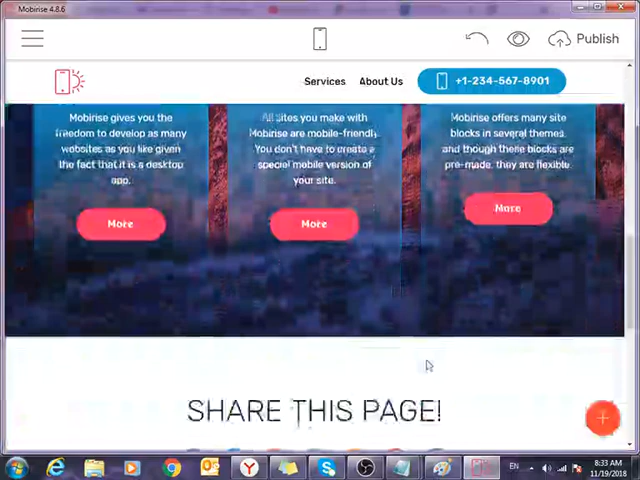 Mobirise 4.8.6
Publish
Services About Us +1-234-567-8901
Mobirise gives you the
freedom to develop as many
websites as you like given
the fact that it is a desktop
app.
More
All sites you make with
Mobirise are mobile-friendly.
You don't have to create a
special mobile version of
your site.
More
Mobirise offers many site
blocks in several themes,
and though these blocks are
pre-made, they are flexible.
More
SHARE THIS PAGE!
EN
8:33 AM
11/19/2018